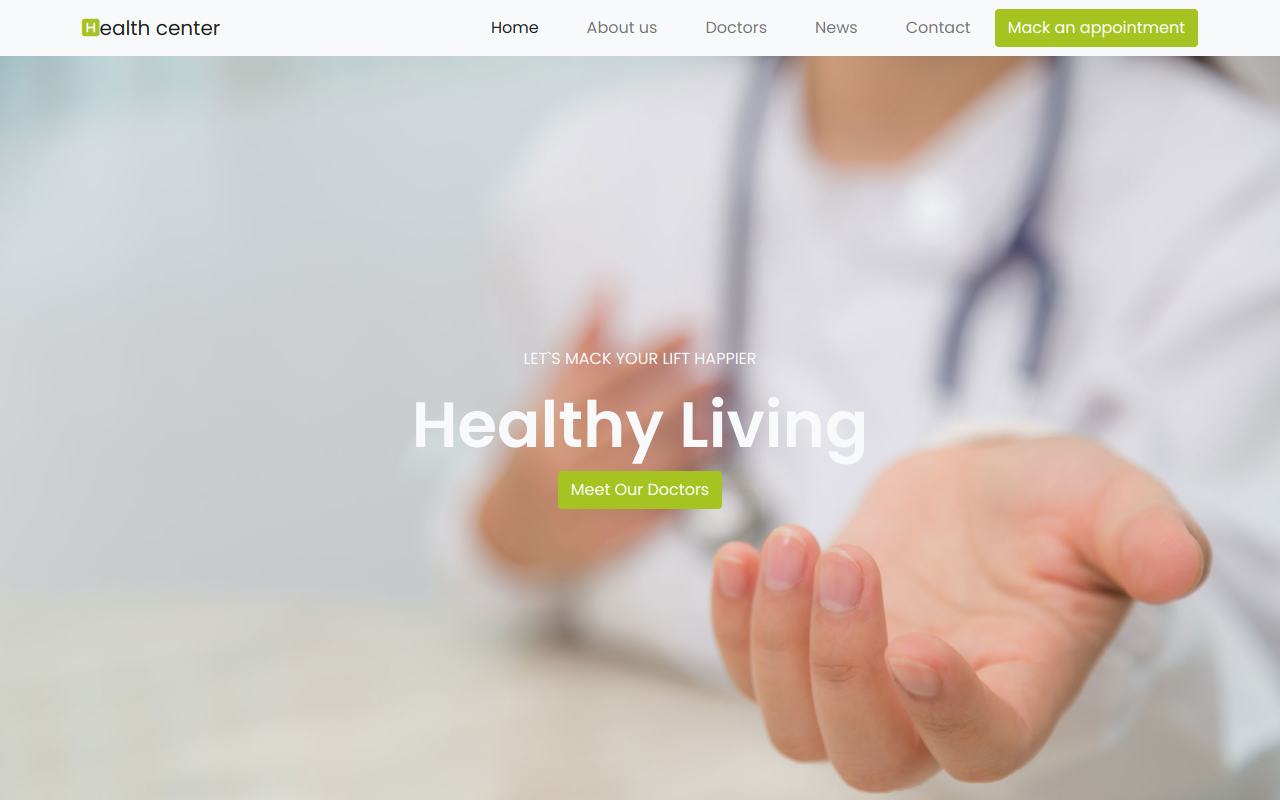 Health center
Home
About us
Doctors
News
Contact
Mack an appointment
LET`S MACK YOUR LIFT HAPPIER
Healthy Living
Meet Our Doctors